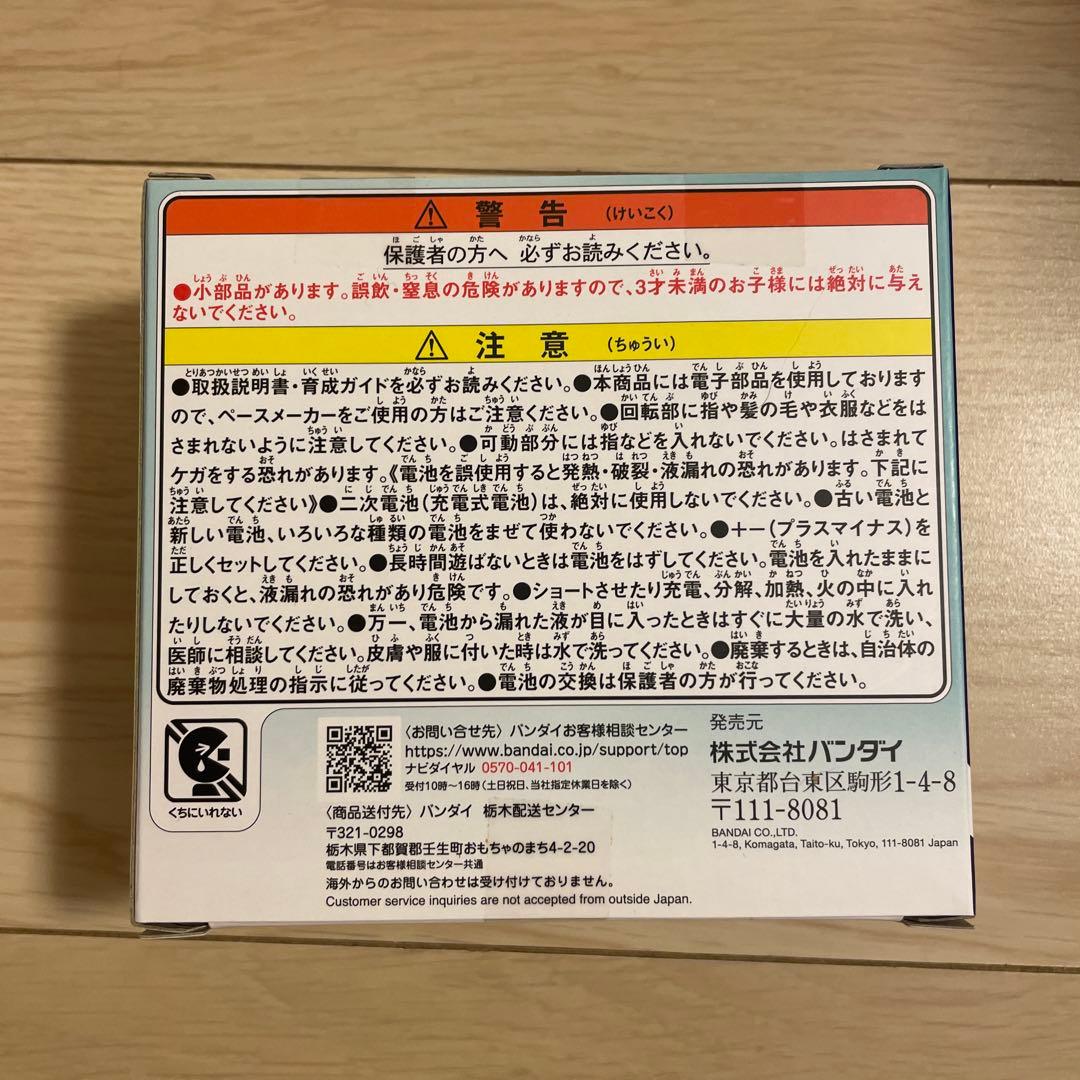 警告 (けいこく)
保護者の方へ 必ずお読みください。
●小部品があります。誤飲・窒息の危険がありますので、3才未満のお子様には絶対に与え
ないでください。
注意 (ちゅうい)
●取扱説明書・育成ガイドを必ずお読みください。●本商品には電子部品を使用しております
ので、ペースメーカーをご使用の方はご注意ください。●回転部に指や髪の毛や衣服などをは
さまれないように注意してください。●可動部分には指などを入れないでください。はさまれて
ケガをする恐れがあります。《電池を誤使用すると発熱・破裂・液漏れの恐れがあります。下記に
注意してください》●二次電池(充電式電池)は、絶対に使用しないでください。●古い電池と
新しい電池、いろいろな種類の電池をまぜて使わないでください。●+-(プラスマイナス)を
正しくセットしてください。●長時間遊ばないときは電池をはずしてください。電池を入れたままに
しておくと、液漏れの恐れがあり危険です。●ショートさせたり充電、分解、加熱、火の中に入れ
たりしないでください。●万一、電池から漏れた液が目に入ったときはすぐに大量の水で洗い、
医師に相談してください。皮膚や服に付いた時は水で洗ってください。●廃棄するときは、自治体の
廃棄物処理の指示に従ってください。●電池の交換は保護者の方が行ってください。
くちにいれない
〈お問い合せ先〉バンダイお客様相談センター
https://www.bandai.co.jp/support/top
ナビダイヤル 0570-041-101
受付10時〜16時(土日祝日、当社指定休業日を除く)
〈商品送付先〉バンダイ 栃木配送センター
〒321-0298
栃木県下都賀郡壬生町おもちゃのまち4-2-20
電話番号はお客様相談センター共通
海外からのお問い合わせは受け付けておりません。
Customer service inquiries are not accepted from outside Japan.
発売元
株式会社バンダイ
東京都台東区駒形1-4-8
〒111-8081
BANDAI CO.,LTD.
1-4-8, Komagata, Taito-ku, Tokyo, 111-8081 Japan